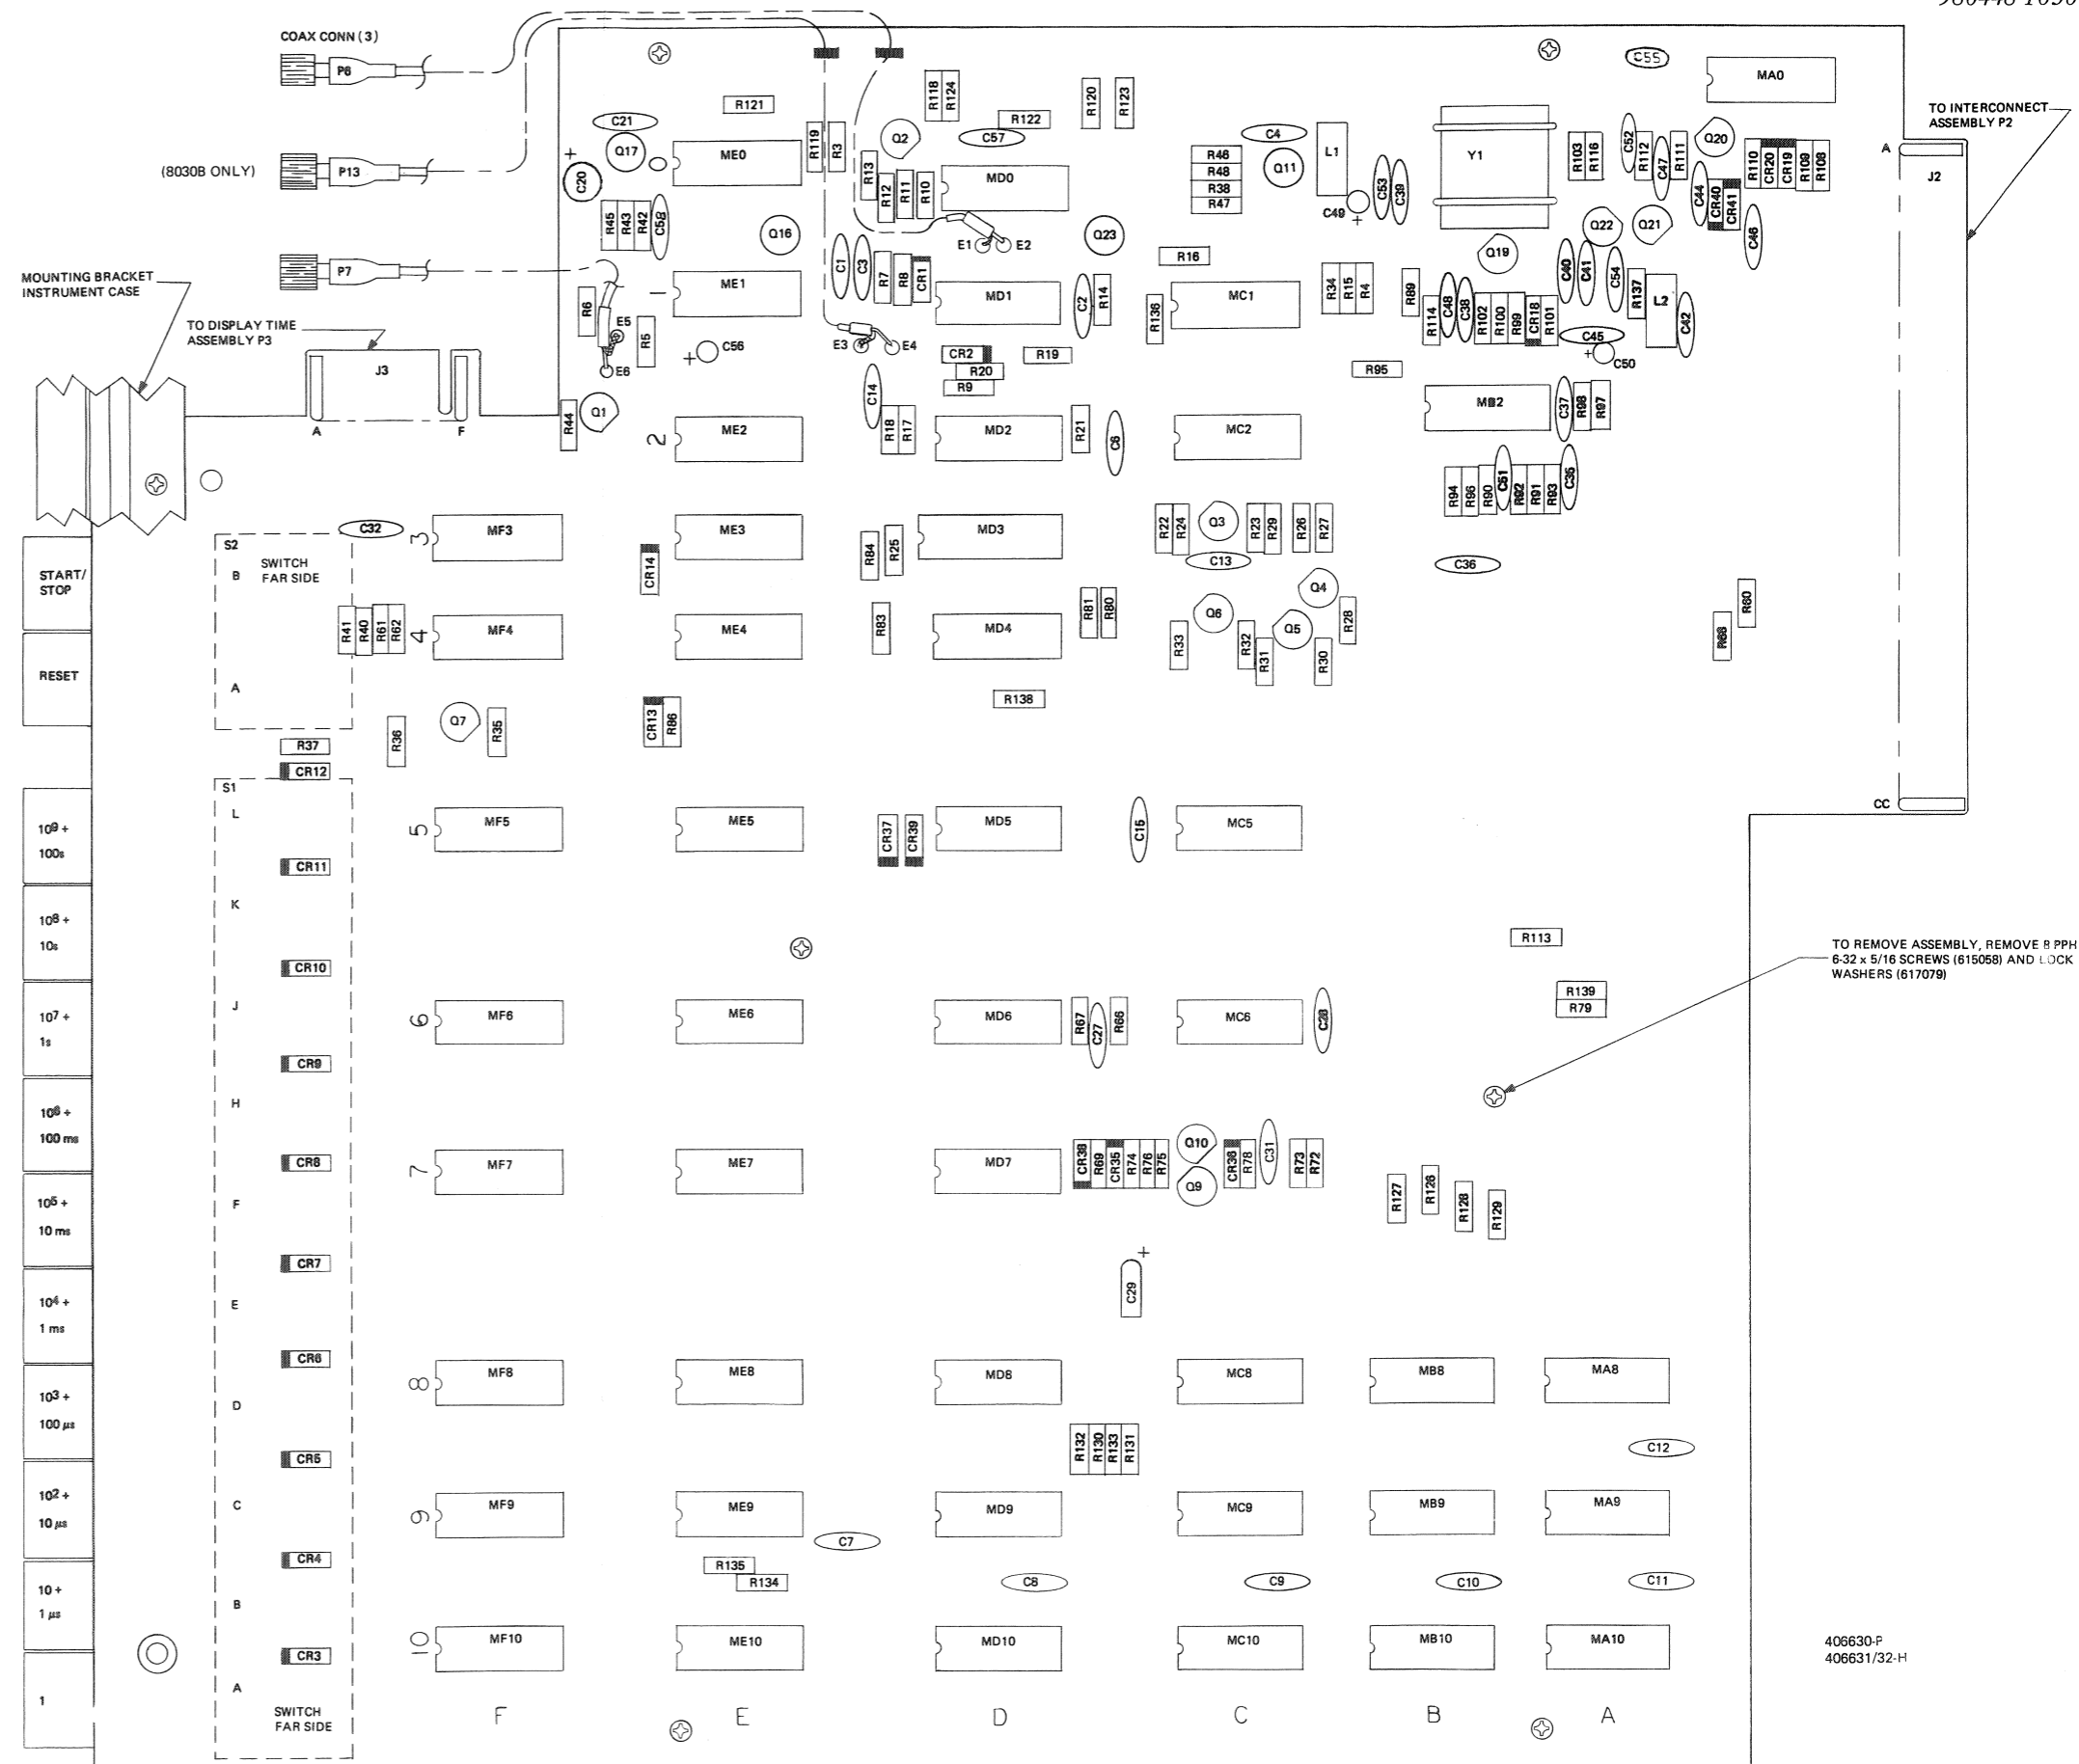 COAX CONN (3)
P6
(8030B ONLY)
P13
P7
MOUNTING BRACKET
INSTRUMENT CASE
TO DISPLAY TIME
ASSEMBLY P3
J3
A
F
TO INTERCONNECT
ASSEMBLY P2
A
J2
CC
C55
MA0
R121
C21
Q17
ME0
C20
R119
R3
R118
R124
Q2
R122
C57
R120
R123
R13
R12
R11
R10
MD0
C4
R46
R48
R38
R47
Q11
L1
C49
C53
C39
Y1
R103
R116
C52
R112
C47
R111
Q20
R110
CR20
CR19
R109
R108
C44
CR40
CR41
C46
R45
R43
R42
C58
Q16
E1
E2
Q23
Q19
Q22
Q21
R16
C1
C3
R7
R8
CR1
1
ME1
MD1
C2
R14
R136
MC1
R34
R15
R4
R89
R114
C48
C38
R102
R100
R99
CR18
R101
C40
C41
C54
R137
L2
C42
C45
C50
R6
E5
R5
E6
C56
E3
E4
CR2
R19
R20
R9
R95
R44
Q1
2
ME2
C14
R18
R17
MD2
R21
C6
MC2
MB2
C37
R98
R97
R94
R96
R90
C51
R92
R91
R93
C35
START/
STOP
S2
SWITCH
FAR SIDE
B
C32
3
MF3
ME3
CR14
R84
R25
MD3
R22
R24
Q3
R23
R29
R26
R27
C13
C36
R41
R40
R61
R62
4
MF4
ME4
R83
MD4
R81
R80
Q6
Q4
R33
R32
R31
Q5
R30
R28
R60
R68
RESET
A
R36
Q7
R35
CR13
R86
R138
R37
CR12
S1
L
10⁹ +
100s
5
MF5
ME5
CR37
CR39
MD5
C15
MC5
CR11
K
10⁸ +
10s
CR10
R113
TO REMOVE ASSEMBLY, REMOVE 8 PPH
6-32 x 5/16 SCREWS (615058) AND LOCK
WASHERS (617079)
J
10⁷ +
1s
6
MF6
ME6
MD6
R67
C27
R66
MC6
C28
R139
R79
CR9
H
10⁶ +
100 ms
CR8
7
MF7
ME7
MD7
CR38
R69
CR35
R74
R76
R75
Q10
Q9
CR36
R78
C31
R73
R72
R127
R126
R128
R129
F
10⁵ +
10 ms
CR7
C29
E
10⁴ +
1 ms
CR6
8
MF8
ME8
MD8
MC8
MB8
MA8
D
10³ +
100 µs
CR5
R132
R130
R133
R131
C12
C
10² +
10 µs
9
MF9
ME9
MD9
MC9
MB9
MA9
C7
CR4
R135
R134
C8
C9
C10
C11
B
10 +
1 µs
10
MF10
ME10
MD10
MC10
MB10
MA10
CR3
A
1
SWITCH
FAR SIDE
F
E
D
C
B
A
406630-P
406631/32-H